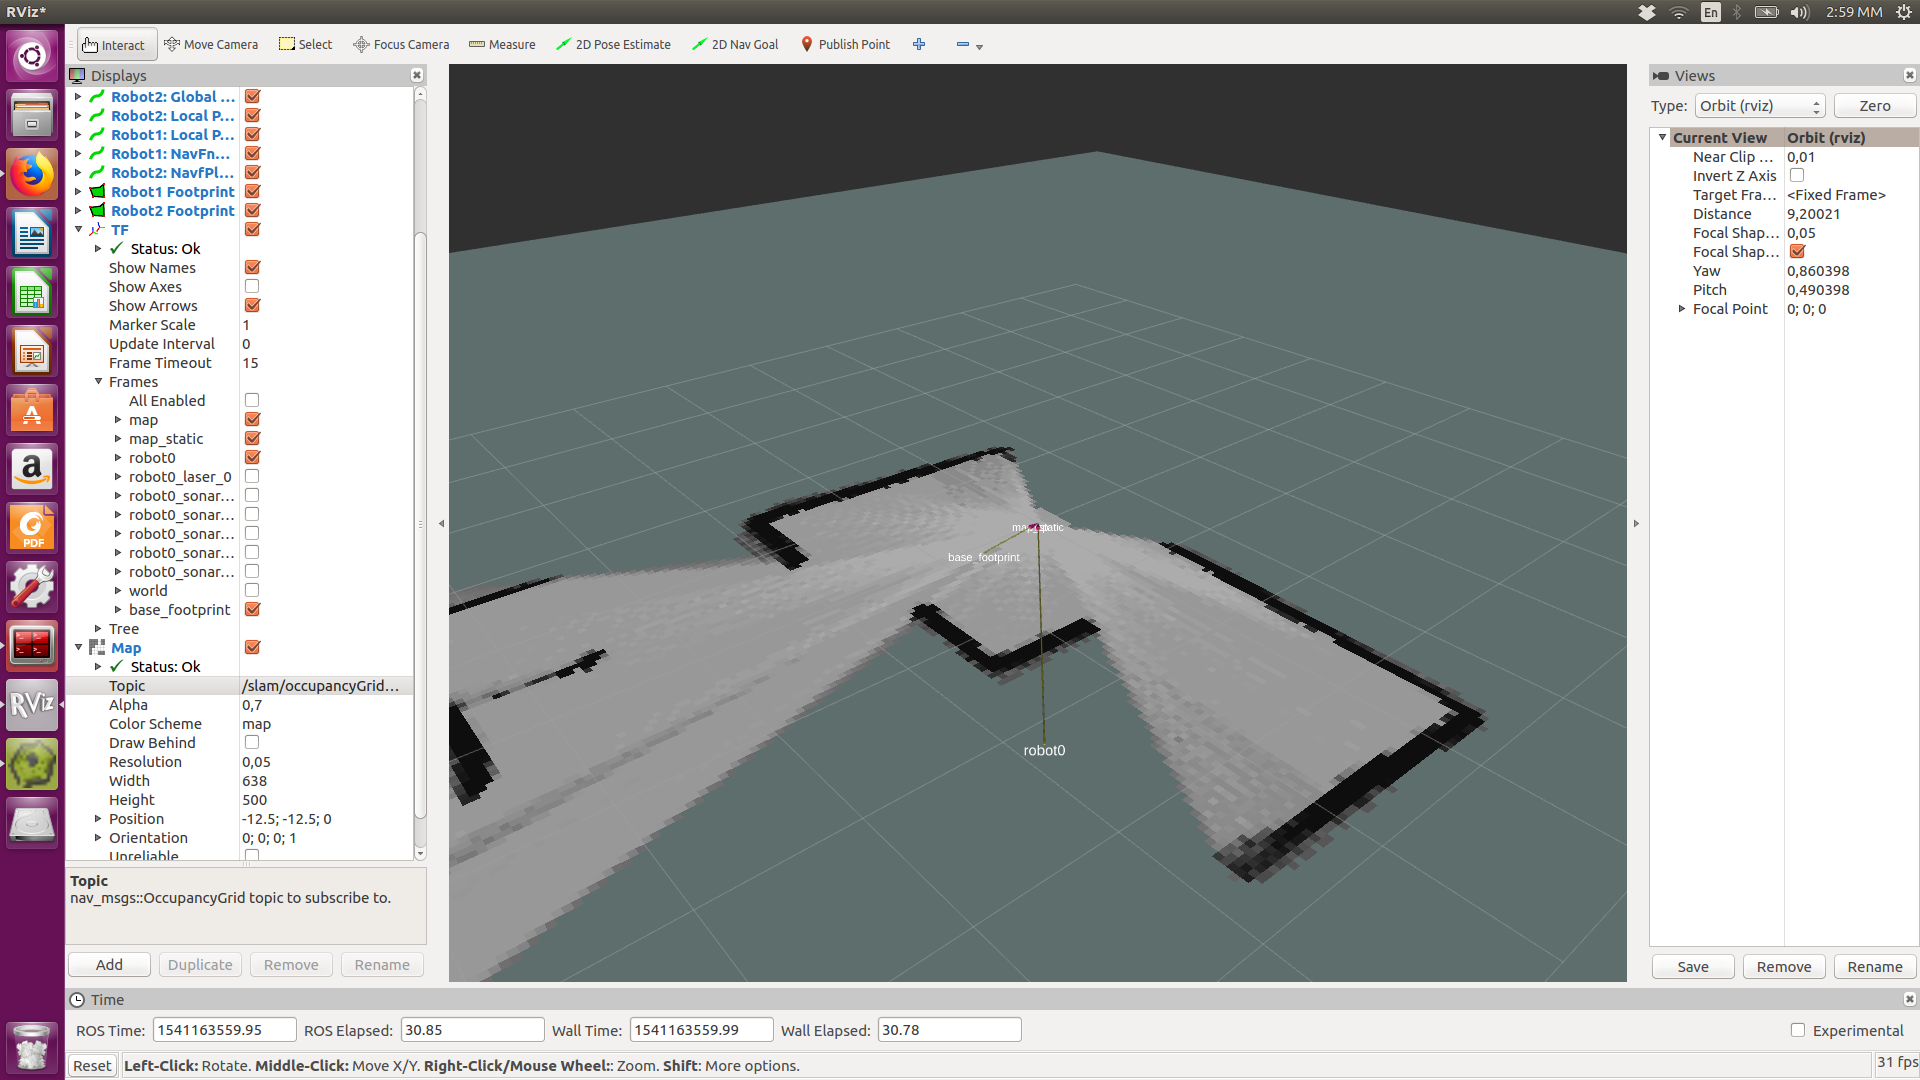 RViz*
En
2:59 ΜΜ
Interact
Move Camera
Select
Focus Camera
Measure
2D Pose Estimate
2D Nav Goal
Publish Point
Displays
Robot2: Global ...
Robot2: Local P...
Robot1: Local P...
Robot1: NavFn...
Robot2: NavfPl...
Robot1 Footprint
Robot2 Footprint
TF
Status: Ok
Show Names
Show Axes
Show Arrows
Marker Scale 1
Update Interval 0
Frame Timeout 15
Frames
All Enabled
map
map_static
robot0
robot0_laser_0
robot0_sonar...
robot0_sonar...
robot0_sonar...
robot0_sonar...
robot0_sonar...
world
base_footprint
Tree
Map
Status: Ok
Topic /slam/occupancyGrid...
Alpha 0,7
Color Scheme map
Draw Behind
Resolution 0,05
Width 638
Height 500
Position -12.5; -12.5; 0
Orientation 0; 0; 0; 1
Unreliable
Topic
nav_msgs::OccupancyGrid topic to subscribe to.
Add
Duplicate
Remove
Rename
base_footprint
robot0
Views
Type: Orbit (rviz) Zero
Current View Orbit (rviz)
Near Clip ... 0,01
Invert Z Axis
Target Fra... <Fixed Frame>
Distance 9,20021
Focal Shap... 0,05
Focal Shap...
Yaw 0,860398
Pitch 0,490398
Focal Point 0; 0; 0
Save
Remove
Rename
Time
ROS Time: 1541163559.95 ROS Elapsed: 30.85 Wall Time: 1541163559.99 Wall Elapsed: 30.78 Experimental
Reset
Left-Click: Rotate. Middle-Click: Move X/Y. Right-Click/Mouse Wheel:: Zoom. Shift: More options.
31 fps
PDF
RViz